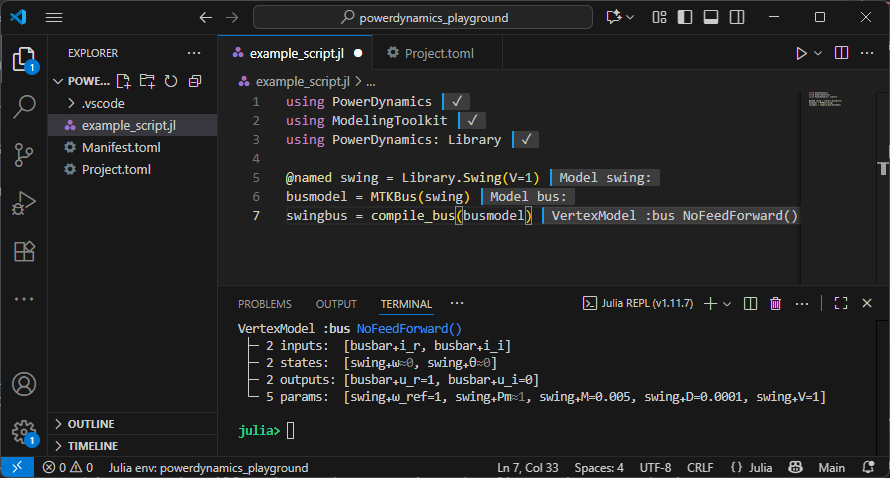 powerdynamics_playground
EXPLORER
POWE...
.vscode
example_script.jl
Manifest.toml
Project.toml
OUTLINE
TIMELINE
1
1
example_script.jl
Project.toml
example_script.jl > ...
1 using PowerDynamics ✓
2 using ModelingToolkit ✓
3 using PowerDynamics: Library ✓
4
5 @named swing = Library.Swing(V=1) Model swing:
6 busmodel = MTKBus(swing) Model bus:
7 swingbus = compile_bus(busmodel) VertexModel :bus NoFeedForward()
PROBLEMS OUTPUT TERMINAL ...
Julia REPL (v1.11.7)
VertexModel :bus NoFeedForward()
├─ 2 inputs: [busbar₊i_r, busbar₊i_i]
├─ 2 states: [swing₊ω≈0, swing₊θ≈0]
├─ 2 outputs: [busbar₊u_r=1, busbar₊u_i=0]
└─ 5 params: [swing₊ω_ref=1, swing₊Pm≈1, swing₊M=0.005, swing₊D=0.0001, swing₊V=1]
julia>
0 0 Julia env: powerdynamics_playground Ln 7, Col 33 Spaces: 4 UTF-8 CRLF {} Julia Main